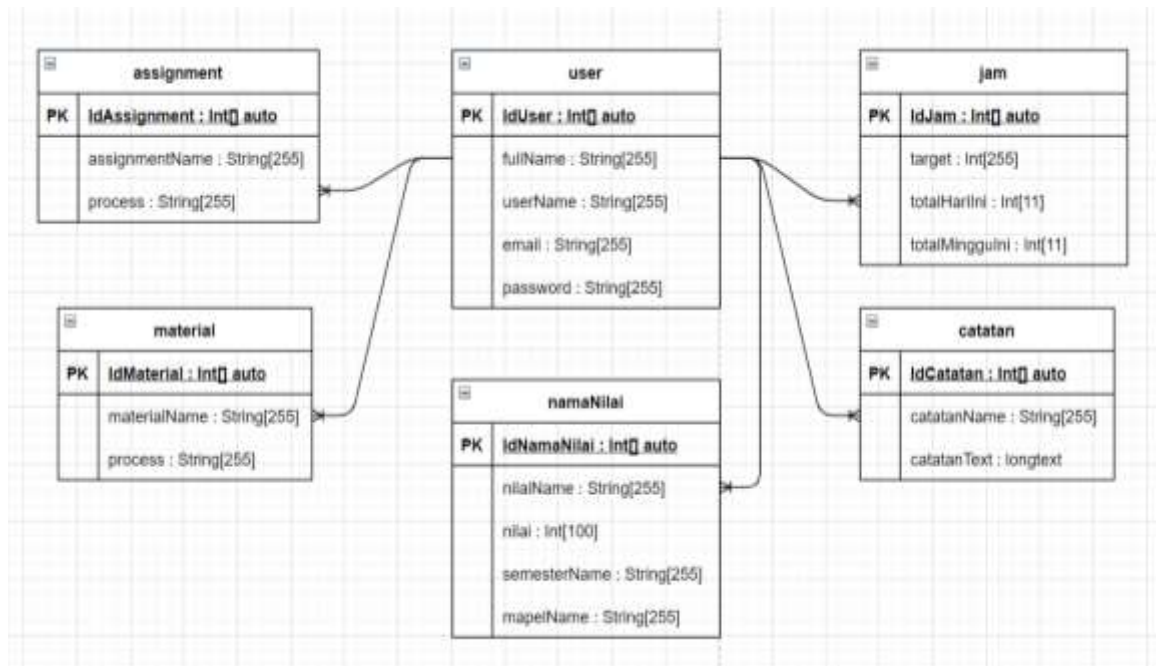 assignment
PK IdAssignment : Int[] auto
assignmentName : String[255]
process : String[255]
user
PK IdUser : Int[] auto
fullName : String[255]
userName : String[255]
email : String[255]
password : String[255]
jam
PK IdJam : Int[] auto
target : Int[255]
totalHariIni : Int[11]
totalMingguIni : Int[11]
material
PK IdMaterial : Int[] auto
materialName : String[255]
process : String[255]
namaNilai
PK IdNamaNilai : Int[] auto
nilaiName : String[255]
nilai : Int[100]
semesterName : String[255]
mapelName : String[255]
catatan
PK IdCatatan : Int[] auto
catatanName : String[255]
catatanText : longtext